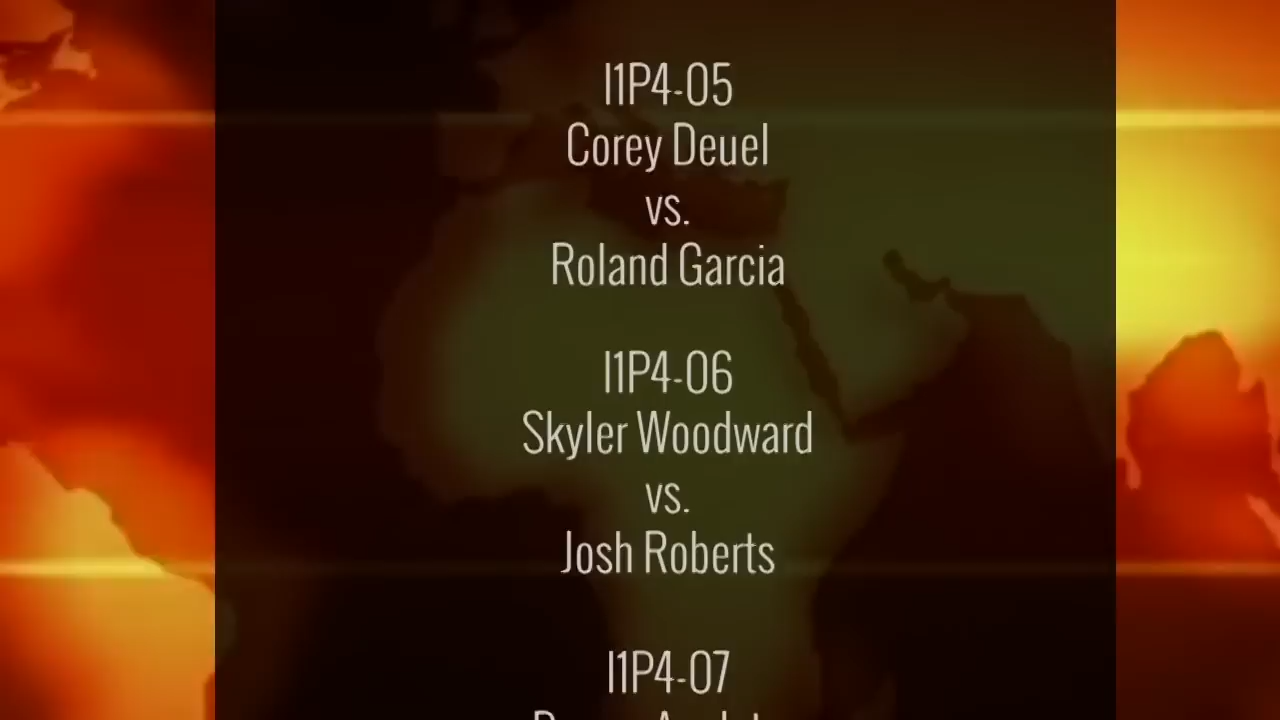 I1P4-05
Corey Deuel
vs.
Roland Garcia
I1P4-06
Skyler Woodward
vs.
Josh Roberts
I1P4-07